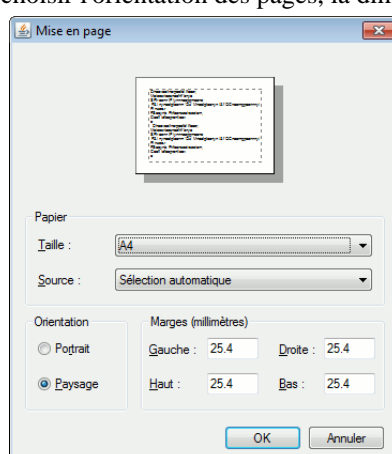 choisir l'orientation des pages, la
Mise en page
Papier
Taille : A4
Source : Sélection automatique
Orientation Marges (millimètres)
Portrait Gauche : 25.4 Droite : 25.4
Paysage Haut : 25.4 Bas : 25.4
OK Annuler